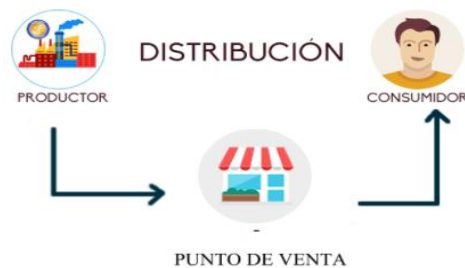 DISTRIBUCIÓN
PRODUCTOR
CONSUMIDOR
PUNTO DE VENTA